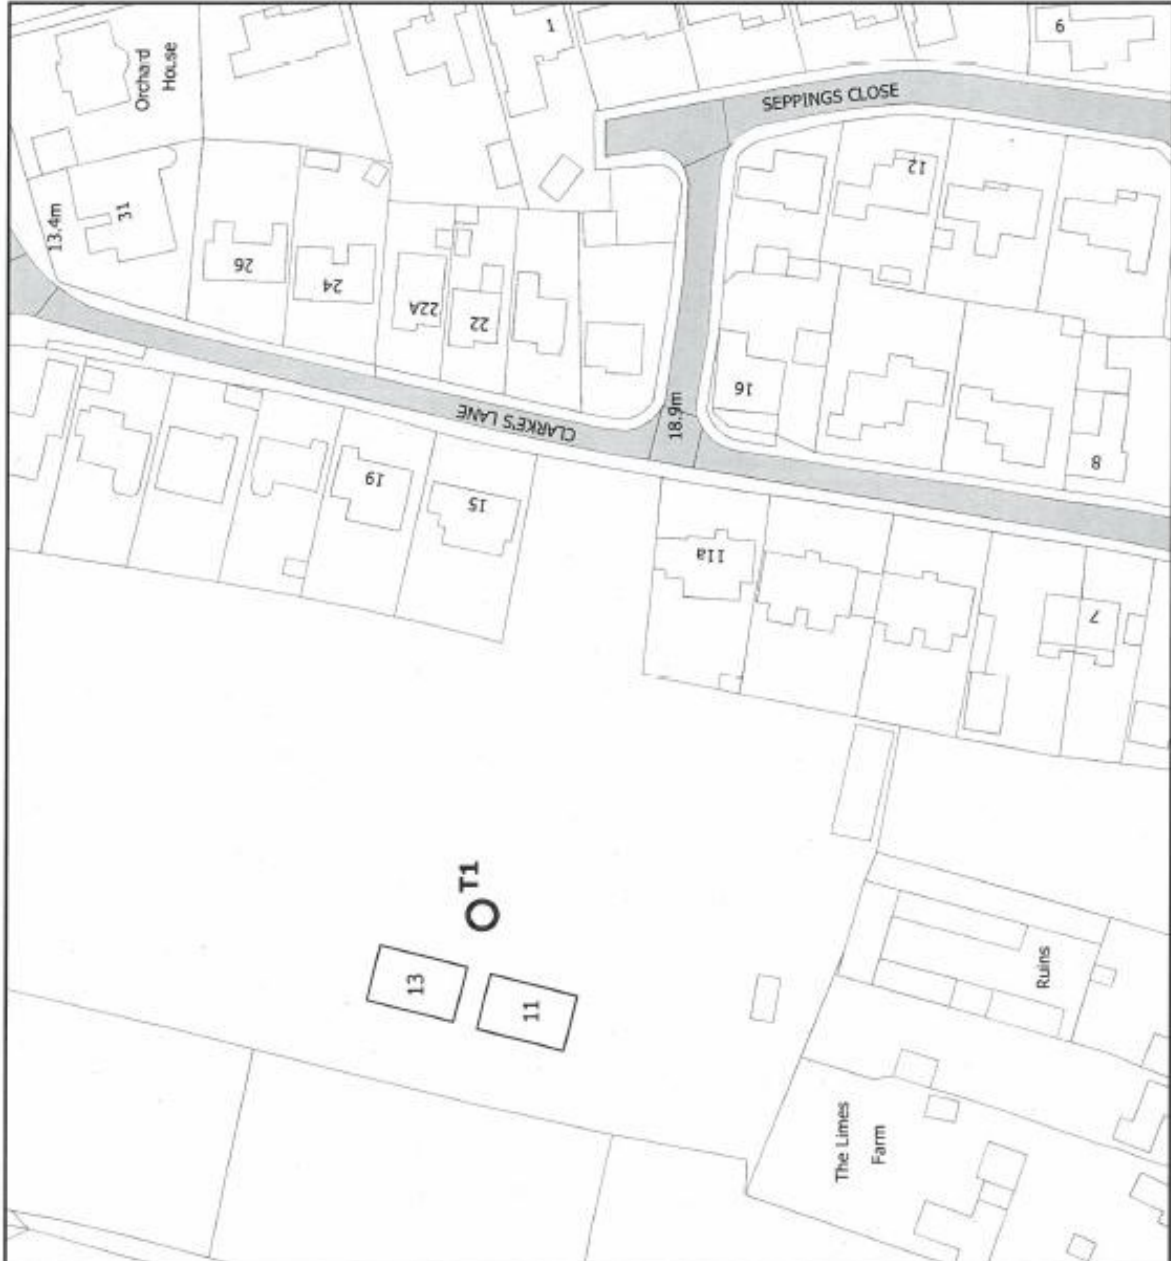 1
9
Orchard
House
SEPPINGS CLOSE
12
31
13.4m
26
24
22A
22
16
18.9m
CLARKE'S LANE
8
19
15
11a
7
T1
13
11
Ruins
The Limes
Farm